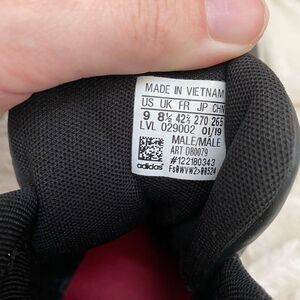 MADE IN VIETNAM
US UK FR JP CHN
9 8½ 42⅔ 270 265
LVL 029002 01/19
MALE/MALE
ART DB0079
#122180343
adidas